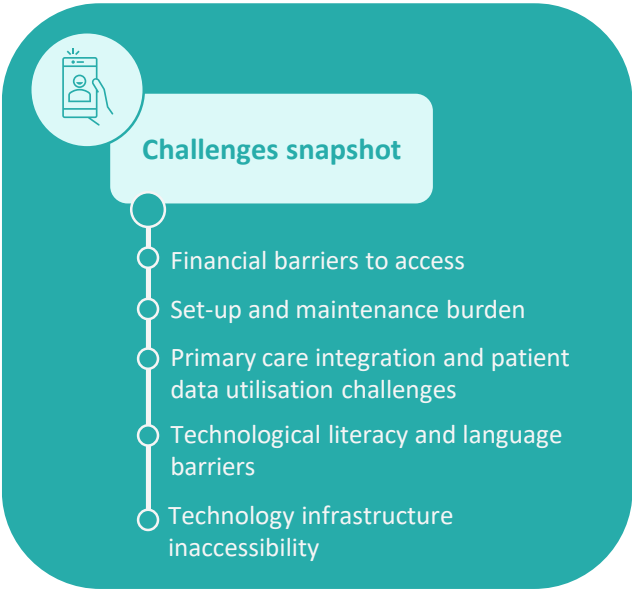 Challenges snapshot
Financial barriers to access
Set-up and maintenance burden
Primary care integration and patient
data utilisation challenges
Technological literacy and language
barriers
Technology infrastructure
inaccessibility